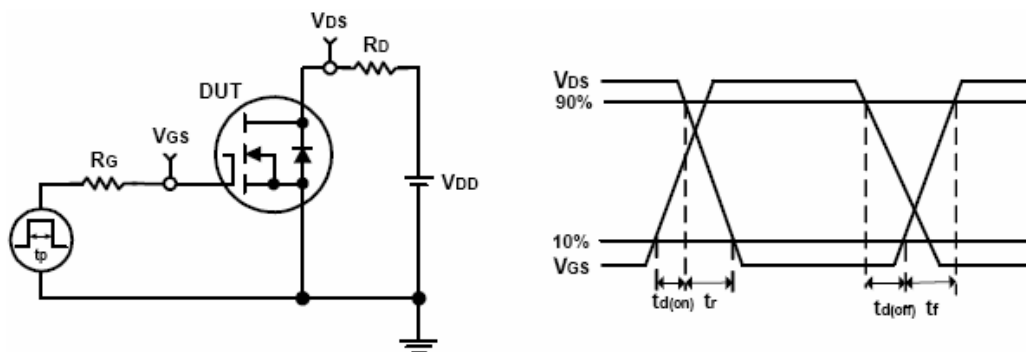 VDS
RD
DUT
VGS
RG
VDD
tp
VDS
90%
10%
VGS
td(on) tr
td(off) tf